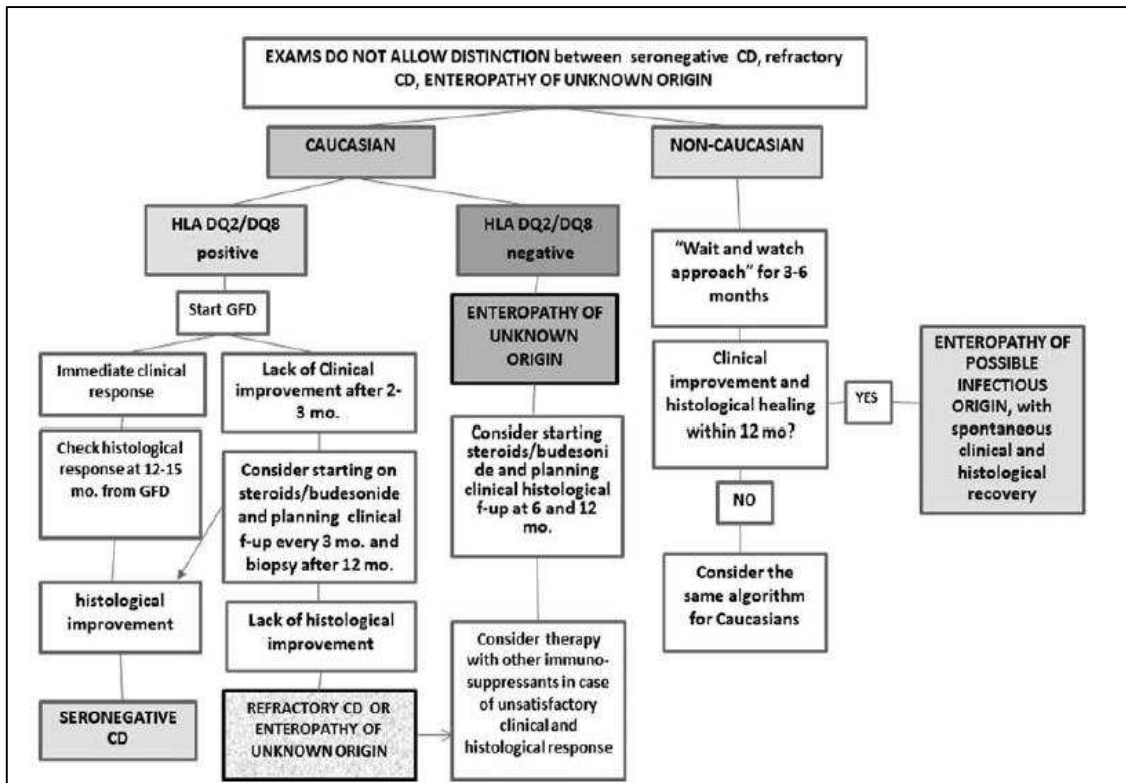 EXAMS DO NOT ALLOW DISTINCTION between seronegative CD, refractory
CD, ENTEROPATHY OF UNKNOWN ORIGIN
CAUCASIAN
NON-CAUCASIAN
HLA DQ2/DQ8
positive
HLA DQ2/DQ8
negative
"Wait and watch
approach" for 3-6
months
Start GFD
ENTEROPATHY OF
UNKNOWN
ORIGIN
Immediate clinical
response
Lack of Clinical
improvement after 2-
3 mo.
Clinical
improvement and
histological healing
within 12 mo?
YES
ENTEROPATHY OF
POSSIBLE
INFECTIOUS
ORIGIN, with
spontaneous
clinical and
histological
recovery
Check histological
response at 12-15
mo. from GFD
Consider starting on
steroids/budesonide
and planning clinical
f-up every 3 mo. and
biopsy after 12 mo.
Consider starting
steroids/budesoni
de and planning
clinical histological
f-up at 6 and 12
mo.
NO
histological
improvement
Lack of histological
improvement
Consider the
same algorithm
for Caucasians
Consider therapy
with other immuno-
suppressants in case
of unsatisfactory
clinical and
histological response
SERONEGATIVE
CD
REFRACTORY CD OR
ENTEROPATHY OF
UNKNOWN ORIGIN